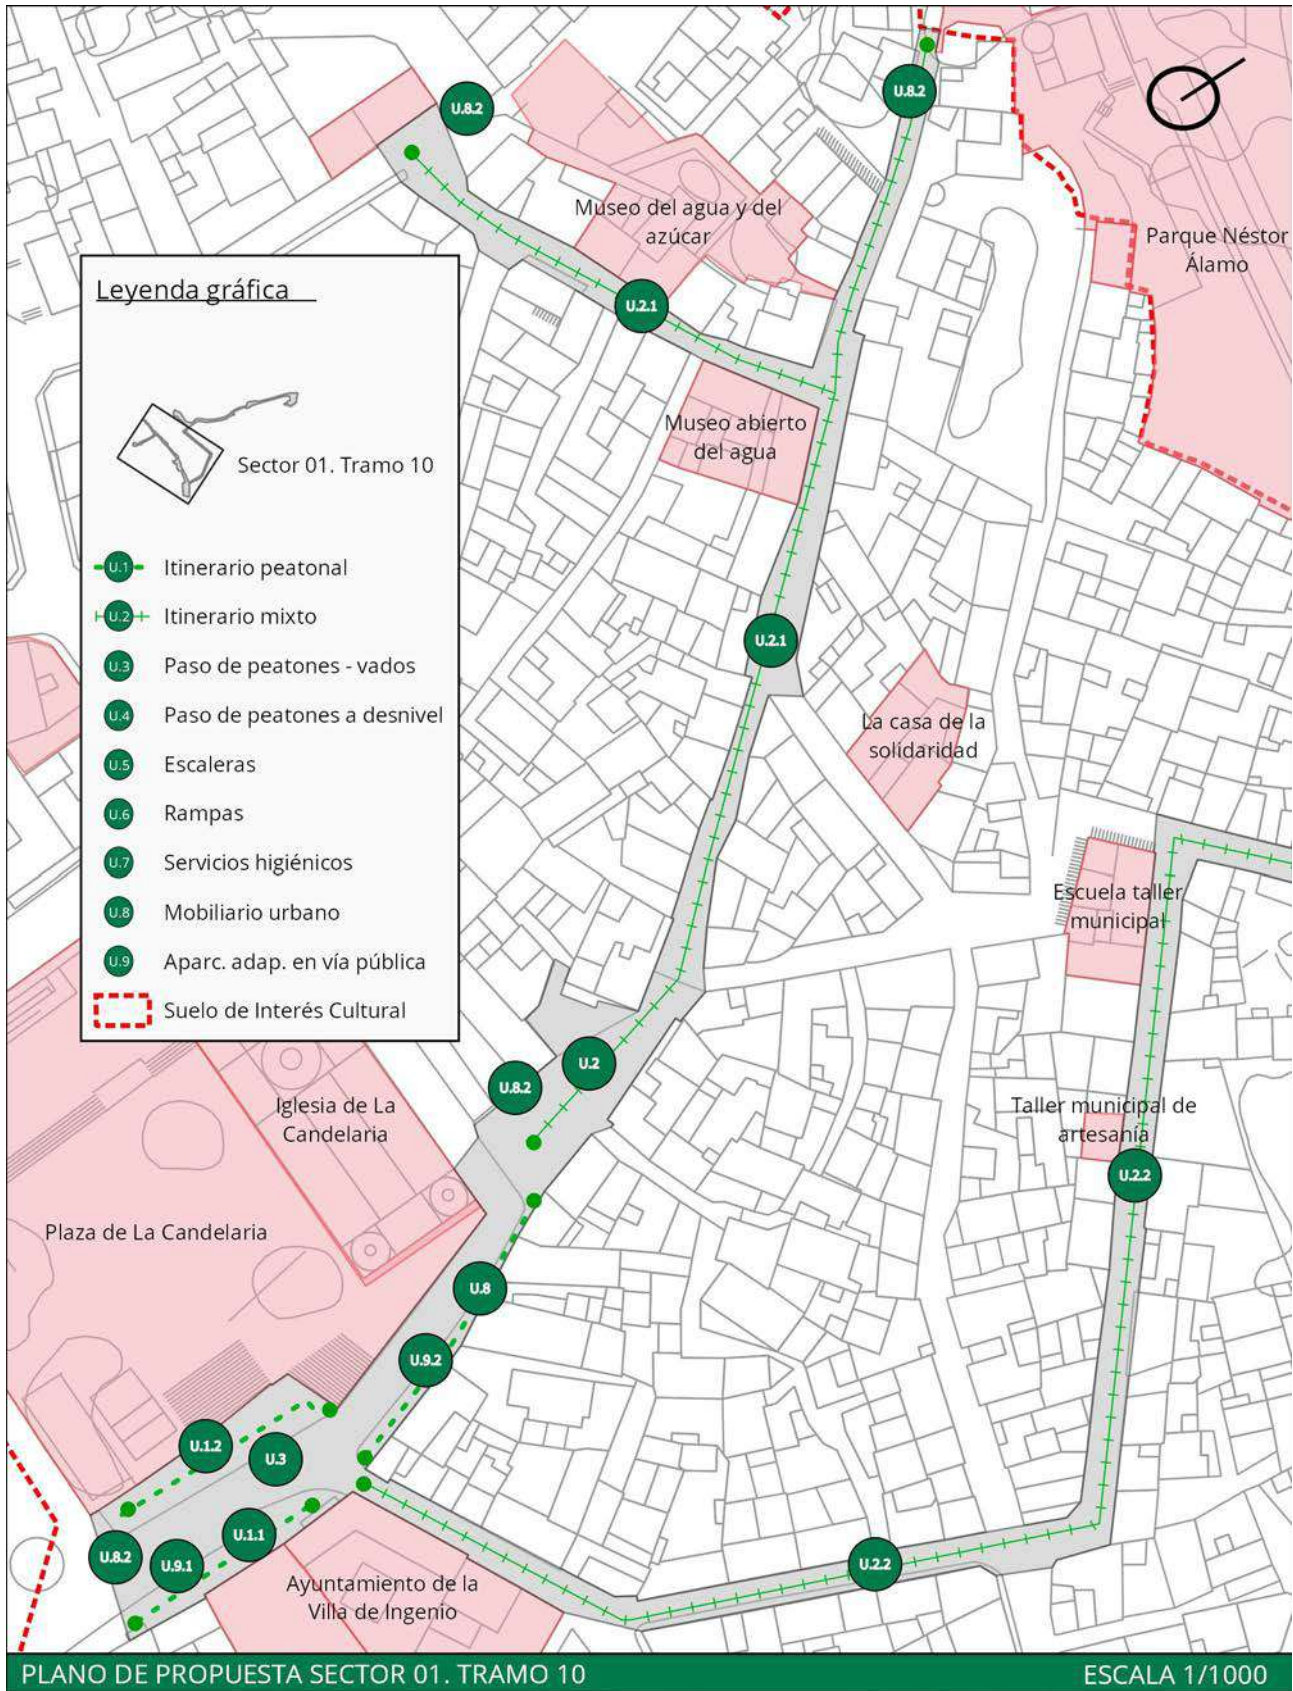 U.8.2
U.8.2
Museo del agua y del
azúcar
Parque Néstor
Álamo
Leyenda gráfica
U.2.1
Museo abierto
del agua
Sector 01. Tramo 10
U.1 Itinerario peatonal
U.2 Itinerario mixto
U.3 Paso de peatones - vados
U.4 Paso de peatones a desnivel
U.5 Escaleras
U.6 Rampas
U.7 Servicios higiénicos
U.8 Mobiliario urbano
U.9 Aparc. adap. en vía pública
Suelo de Interés Cultural
U.2.1
La casa de la
solidaridad
Escuela taller
municipal
U.2
U.8.2
Iglesia de La
Candelaria
Taller municipal de
artesanía
U.2.2
Plaza de La Candelaria
U.8
U.9.2
U.1.2
U.3
U.1.1
U.8.2
U.9.1
U.2.2
Ayuntamiento de la
Villa de Ingenio
PLANO DE PROPUESTA SECTOR 01. TRAMO 10
ESCALA 1/1000